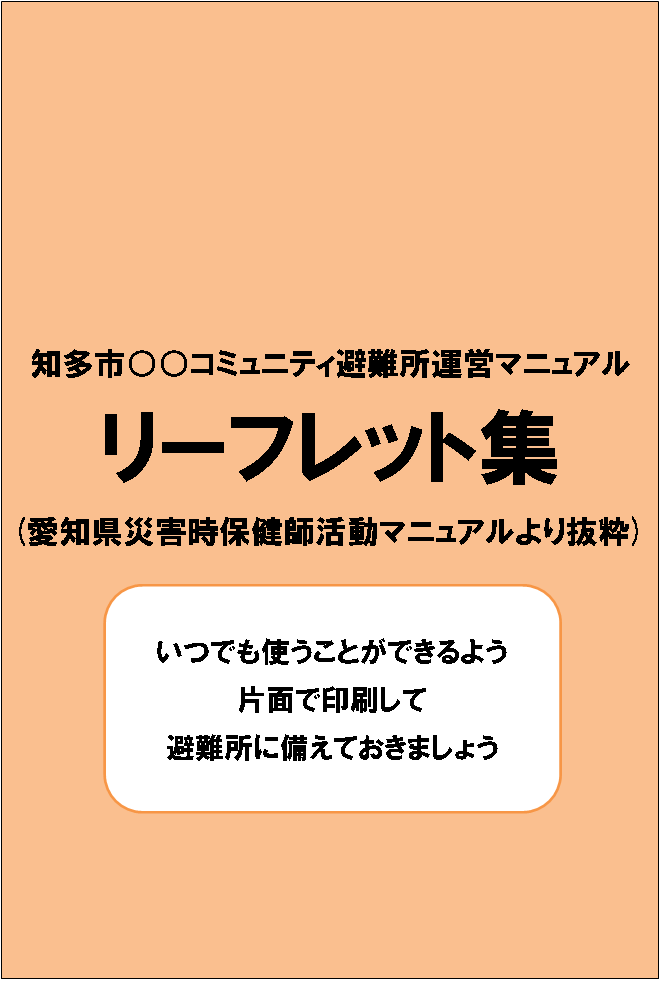 知多市○○コミュニティ避難所運営マニュアル
リーフレット集
(愛知県災害時保健師活動マニュアルより抜粋)
いつでも使うことができるよう
片面で印刷して
避難所に備えておきましょう